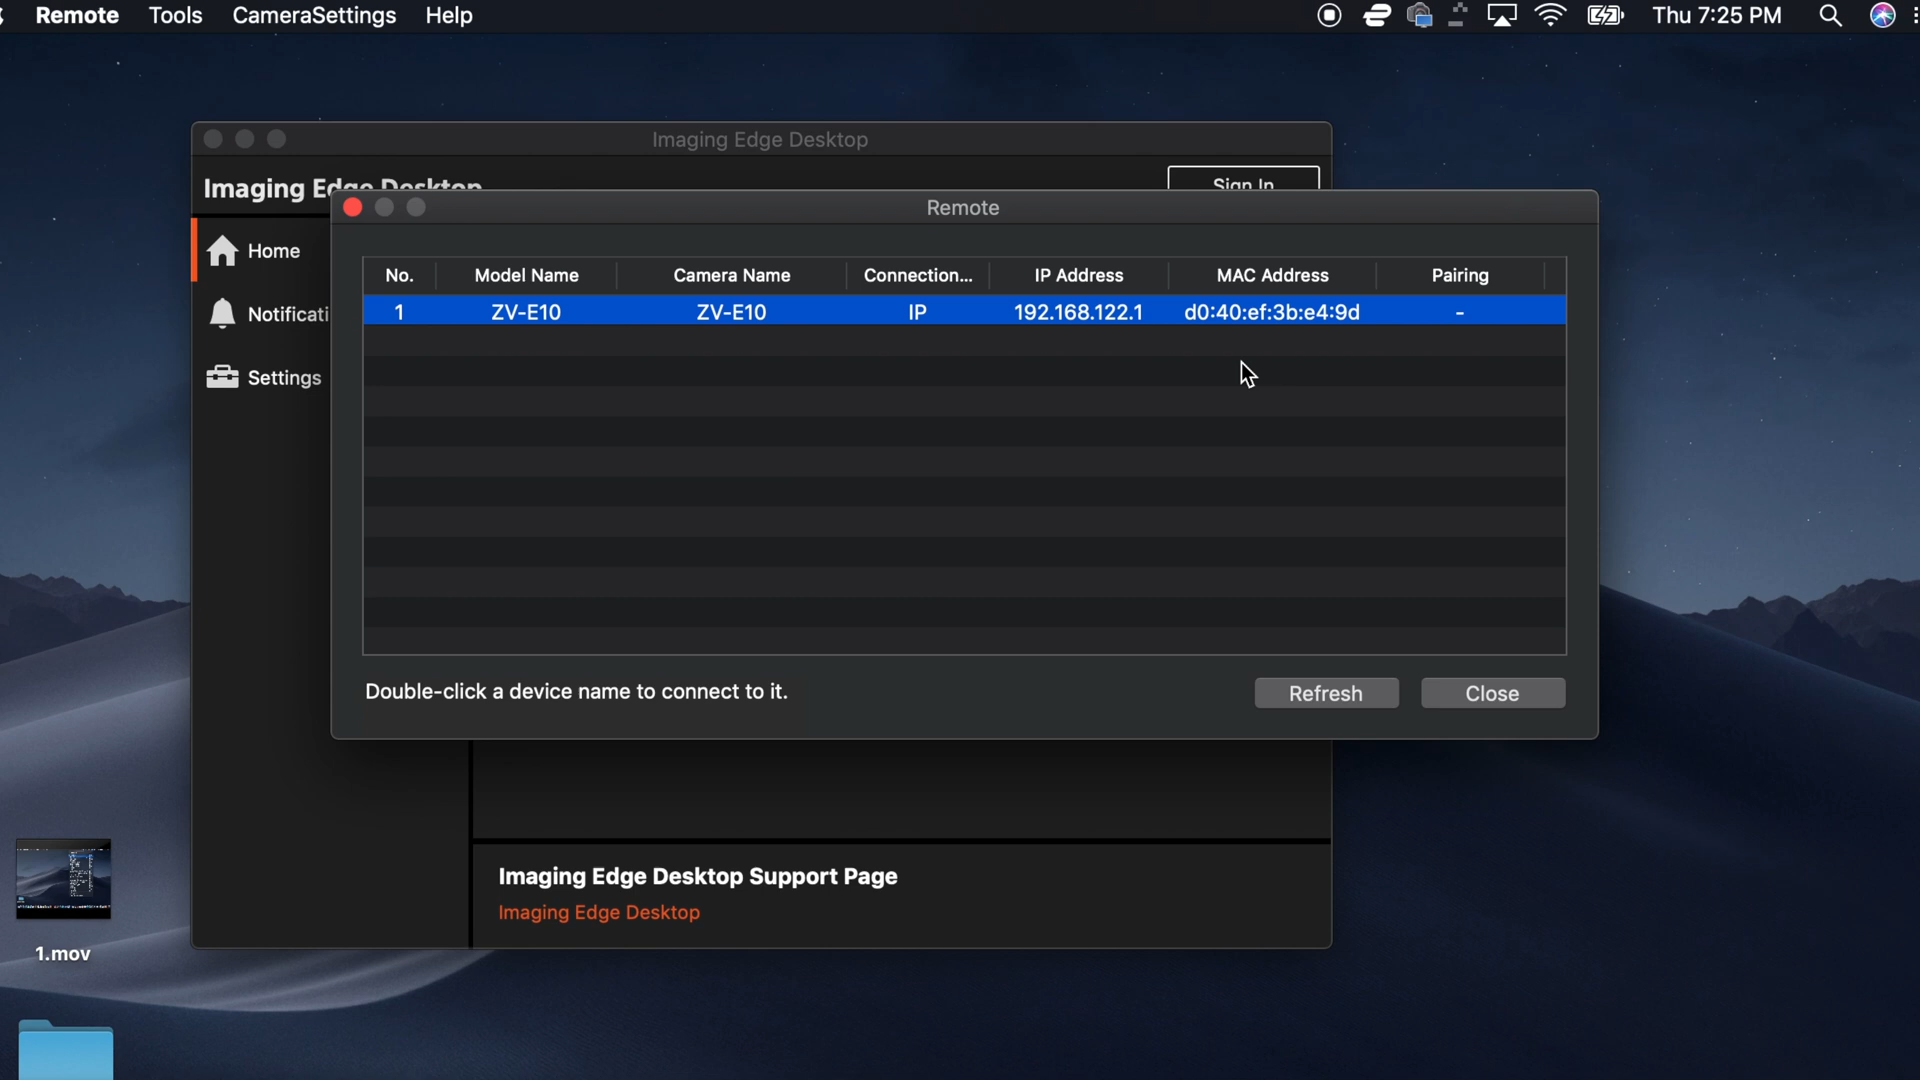 Remote Tools CameraSettings Help Thu 7:25 PM
Imaging Edge Desktop
Imaging Edge Desktop Sign In
Remote
Home
Notificati
Settings
No. Model Name Camera Name Connection... IP Address MAC Address Pairing
1 ZV-E10 ZV-E10 IP 192.168.122.1 d0:40:ef:3b:e4:9d -
Double-click a device name to connect to it. Refresh Close
Imaging Edge Desktop Support Page
Imaging Edge Desktop
1.mov